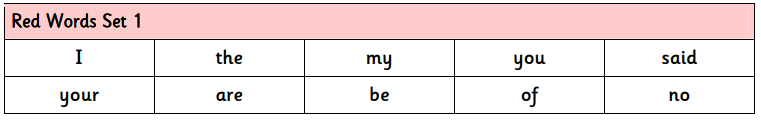 Red Words Set 1
I the my you said
your are be of no